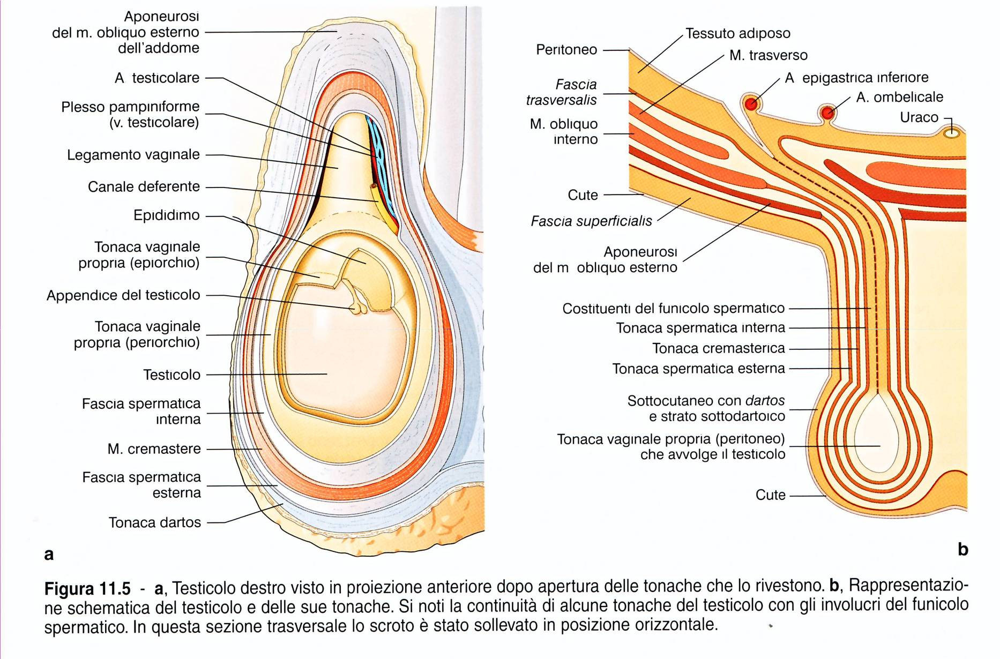 Aponeurosi
del m. obliquo esterno
dell'addome
A testicolare
Plesso pampiniforme
(v. testicolare)
Legamento vaginale
Canale deferente
Epididimo
Tonaca vaginale
propria (epiorchio)
Appendice del testicolo
Tonaca vaginale
propria (periorchio)
Testicolo
Fascia spermatica
interna
M. cremastere
Fascia spermatica
esterna
Tonaca dartos
a
Tessuto adiposo
Peritoneo
M. trasverso
A epigastrica inferiore
Fascia
trasversalis
A. ombelicale
Uraco
M. obliquo
interno
Cute
Fascia superficialis
Aponeurosi
del m obliquo esterno
Costituenti del funicolo spermatico
Tonaca spermatica interna
Tonaca cremasterica
Tonaca spermatica esterna
Sottocutaneo con dartos
e strato sottodartoico
Tonaca vaginale propria (peritoneo)
che avvolge il testicolo
Cute
b
Figura 11.5 - a, Testicolo destro visto in proiezione anteriore dopo apertura delle tonache che lo rivestono. b, Rappresentazio-
ne schematica del testicolo e delle sue tonache. Si noti la continuità di alcune tonache del testicolo con gli involucri del funicolo
spermatico. In questa sezione trasversale lo scroto è stato sollevato in posizione orizzontale.